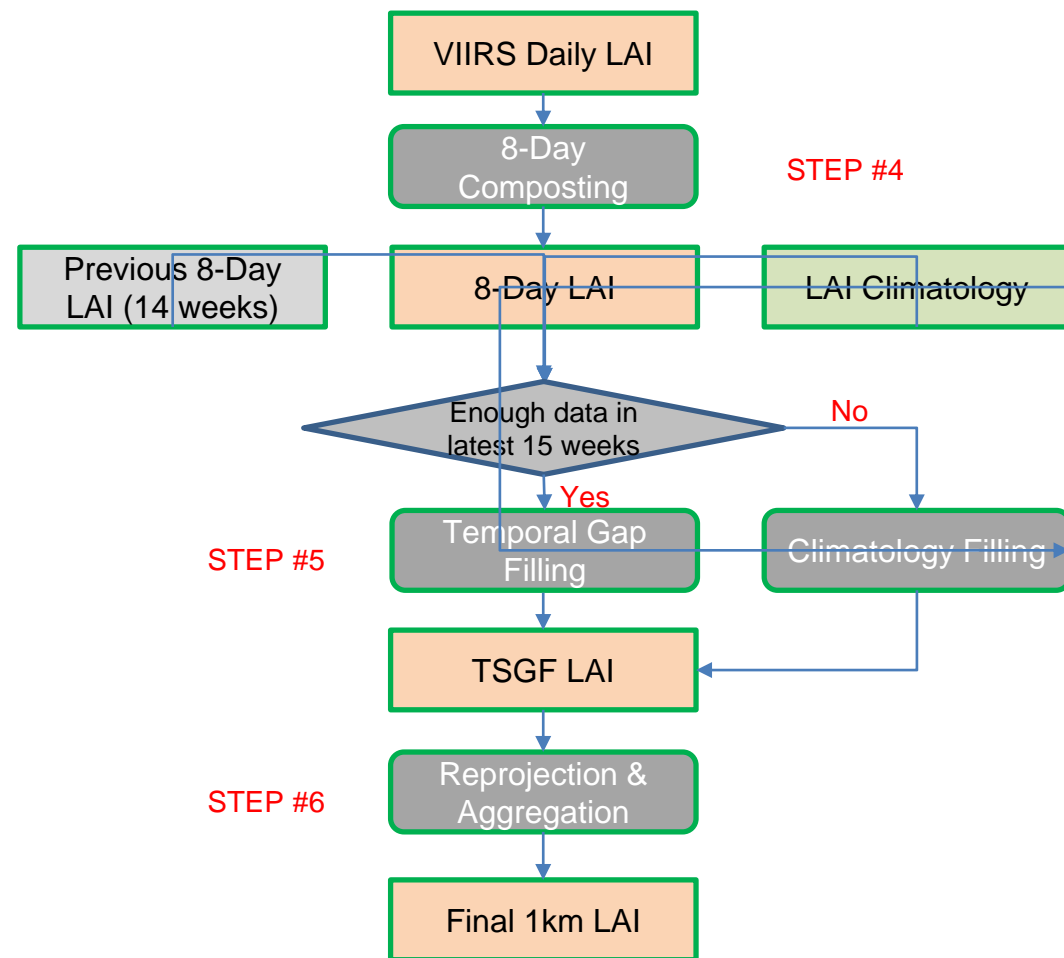 VIIRS Daily LAI
8-Day
Composting
STEP #4
Previous 8-Day
LAI (14 weeks)
8-Day LAI
LAI Climatology
Enough data in
latest 15 weeks
No
Yes
STEP #5
Temporal Gap
Filling
Climatology Filling
TSGF LAI
STEP #6
Reprojection &
Aggregation
Final 1km LAI